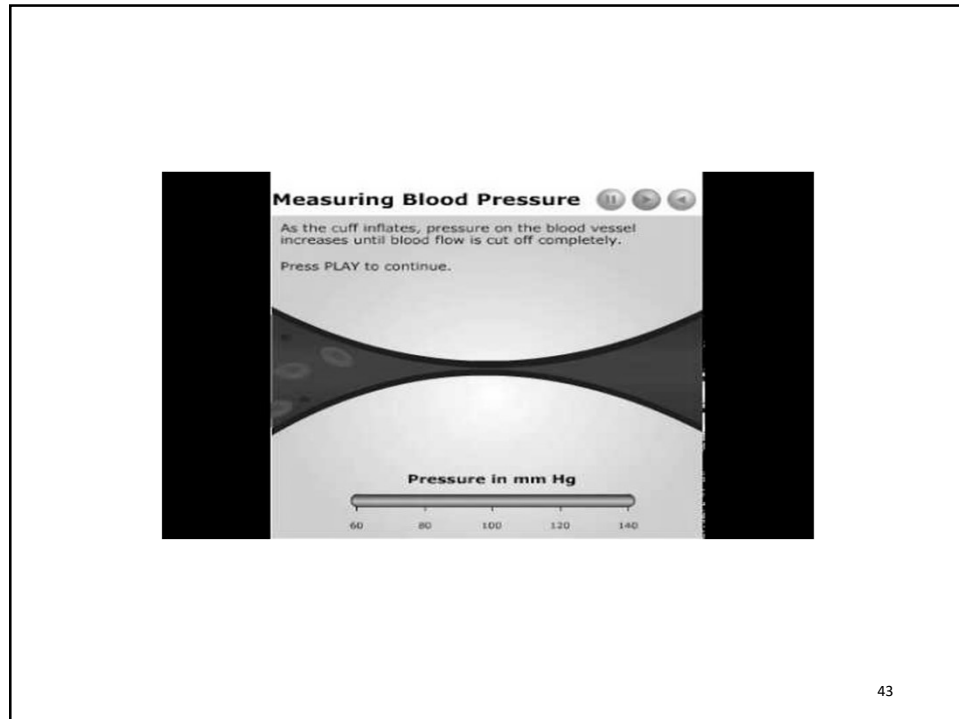 Measuring Blood Pressure
As the cuff inflates, pressure on the blood vessel
increases until blood flow is cut off completely.
Press PLAY to continue.
Pressure in mm Hg
60 80 100 120 140
43